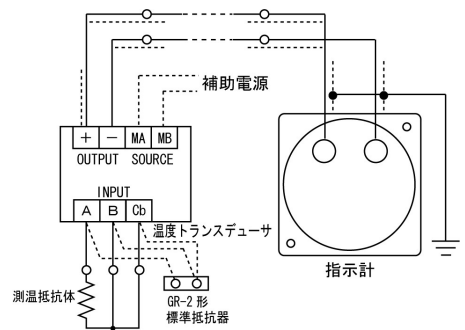 補助電源
+ − MA MB
OUTPUT SOURCE
INPUT
A B Cb
温度トランスデューサ
指示計
測温抵抗体
GR-2 形
標準抵抗器